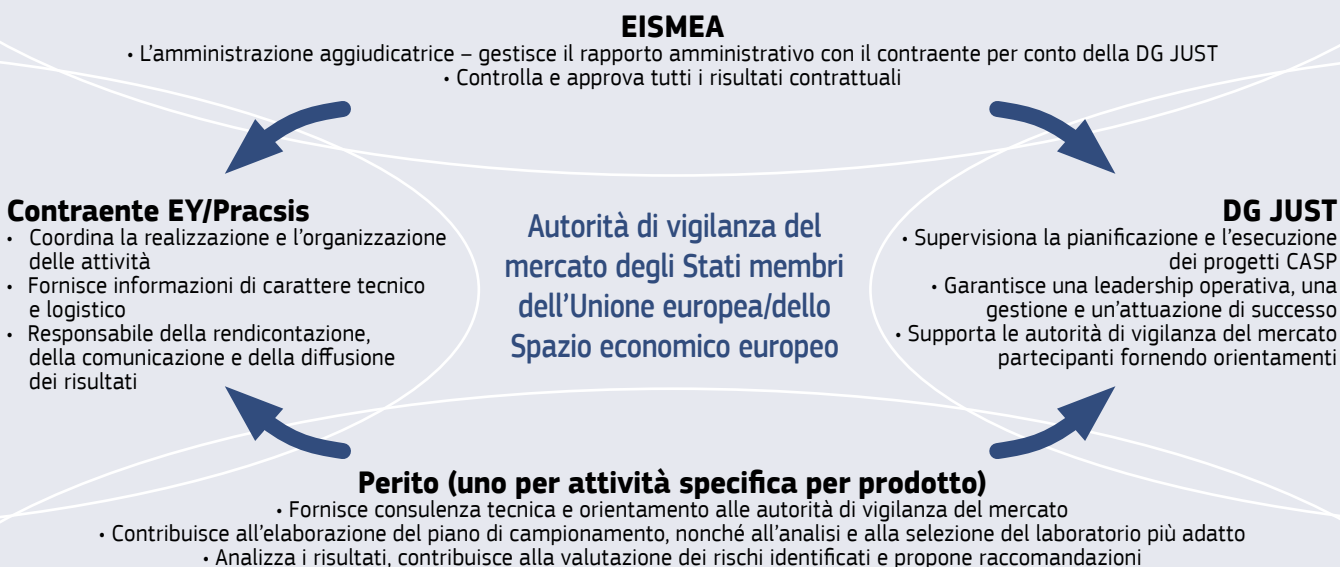 EISMEA
• L'amministrazione aggiudicatrice – gestisce il rapporto amministrativo con il contraente per conto della DG JUST
• Controlla e approva tutti i risultati contrattuali
Contraente EY/Pracsis
• Coordina la realizzazione e l'organizzazione
delle attività
• Fornisce informazioni di carattere tecnico
e logistico
• Responsabile della rendicontazione,
della comunicazione e della diffusione
dei risultati
Autorità di vigilanza del
mercato degli Stati membri
dell'Unione europea/dello
Spazio economico europeo
DG JUST
• Supervisiona la pianificazione e l'esecuzione
dei progetti CASP
• Garantisce una leadership operativa, una
gestione e un'attuazione di successo
• Supporta le autorità di vigilanza del mercato
partecipanti fornendo orientamenti
Perito (uno per attività specifica per prodotto)
• Fornisce consulenza tecnica e orientamento alle autorità di vigilanza del mercato
• Contribuisce all'elaborazione del piano di campionamento, nonché all'analisi e alla selezione del laboratorio più adatto
• Analizza i risultati, contribuisce alla valutazione dei rischi identificati e propone raccomandazioni